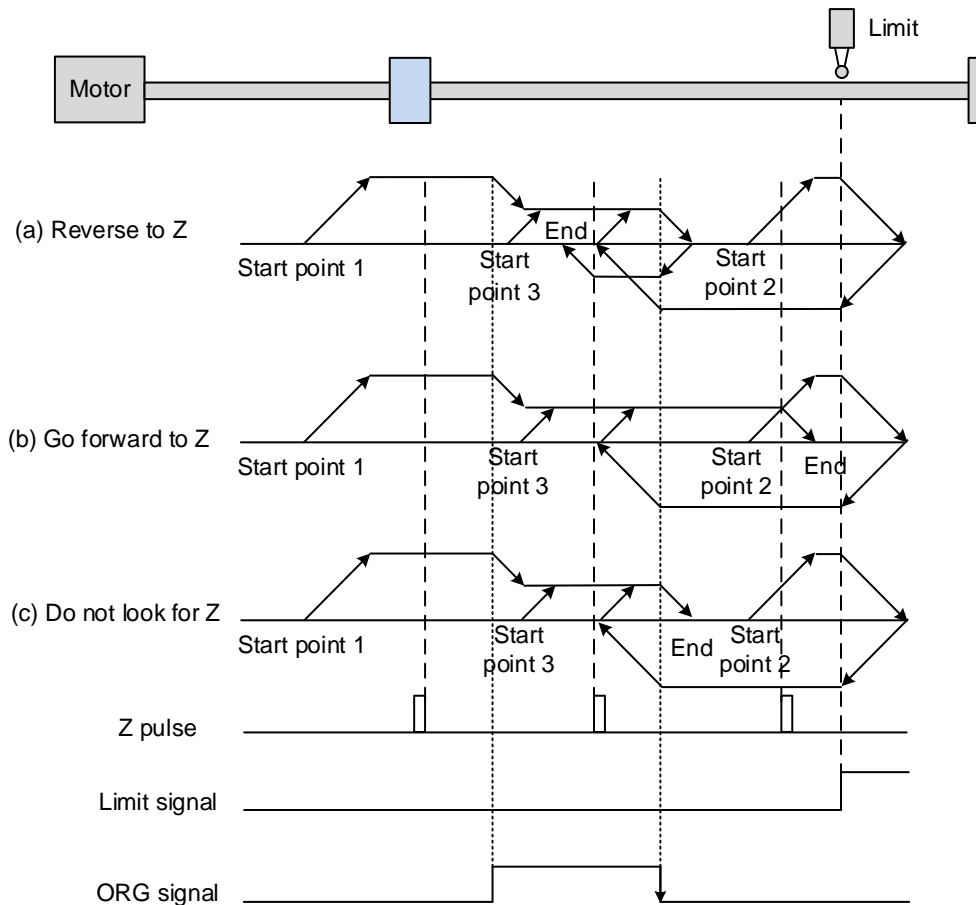 Limit
Motor
(a) Reverse to Z
Start point 1
Start
point 3
End
Start
point 2
(b) Go forward to Z
Start point 1
Start
point 3
Start
point 2
End
(c) Do not look for Z
Start point 1
Start
point 3
End
Start
point 2
Z pulse
Limit signal
ORG signal